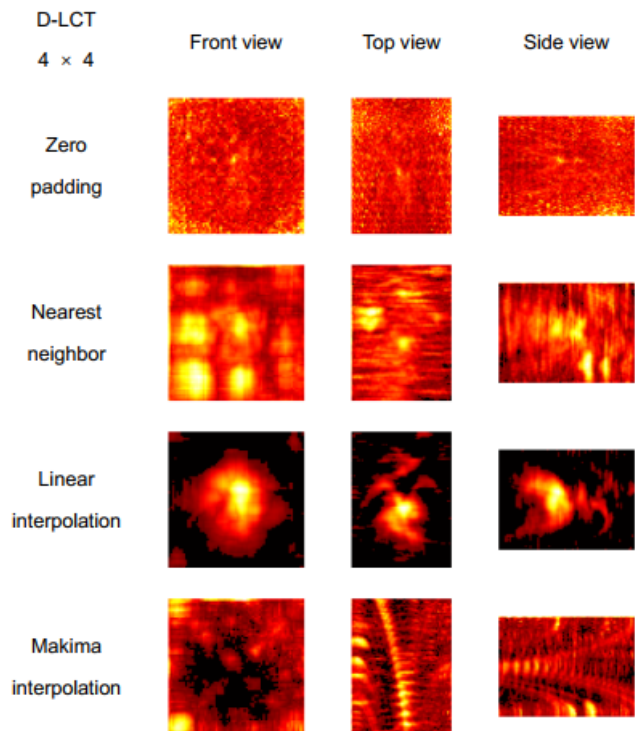 D-LCT
4 × 4
Front view
Top view
Side view
Zero
padding
Nearest
neighbor
Linear
interpolation
Makima
interpolation